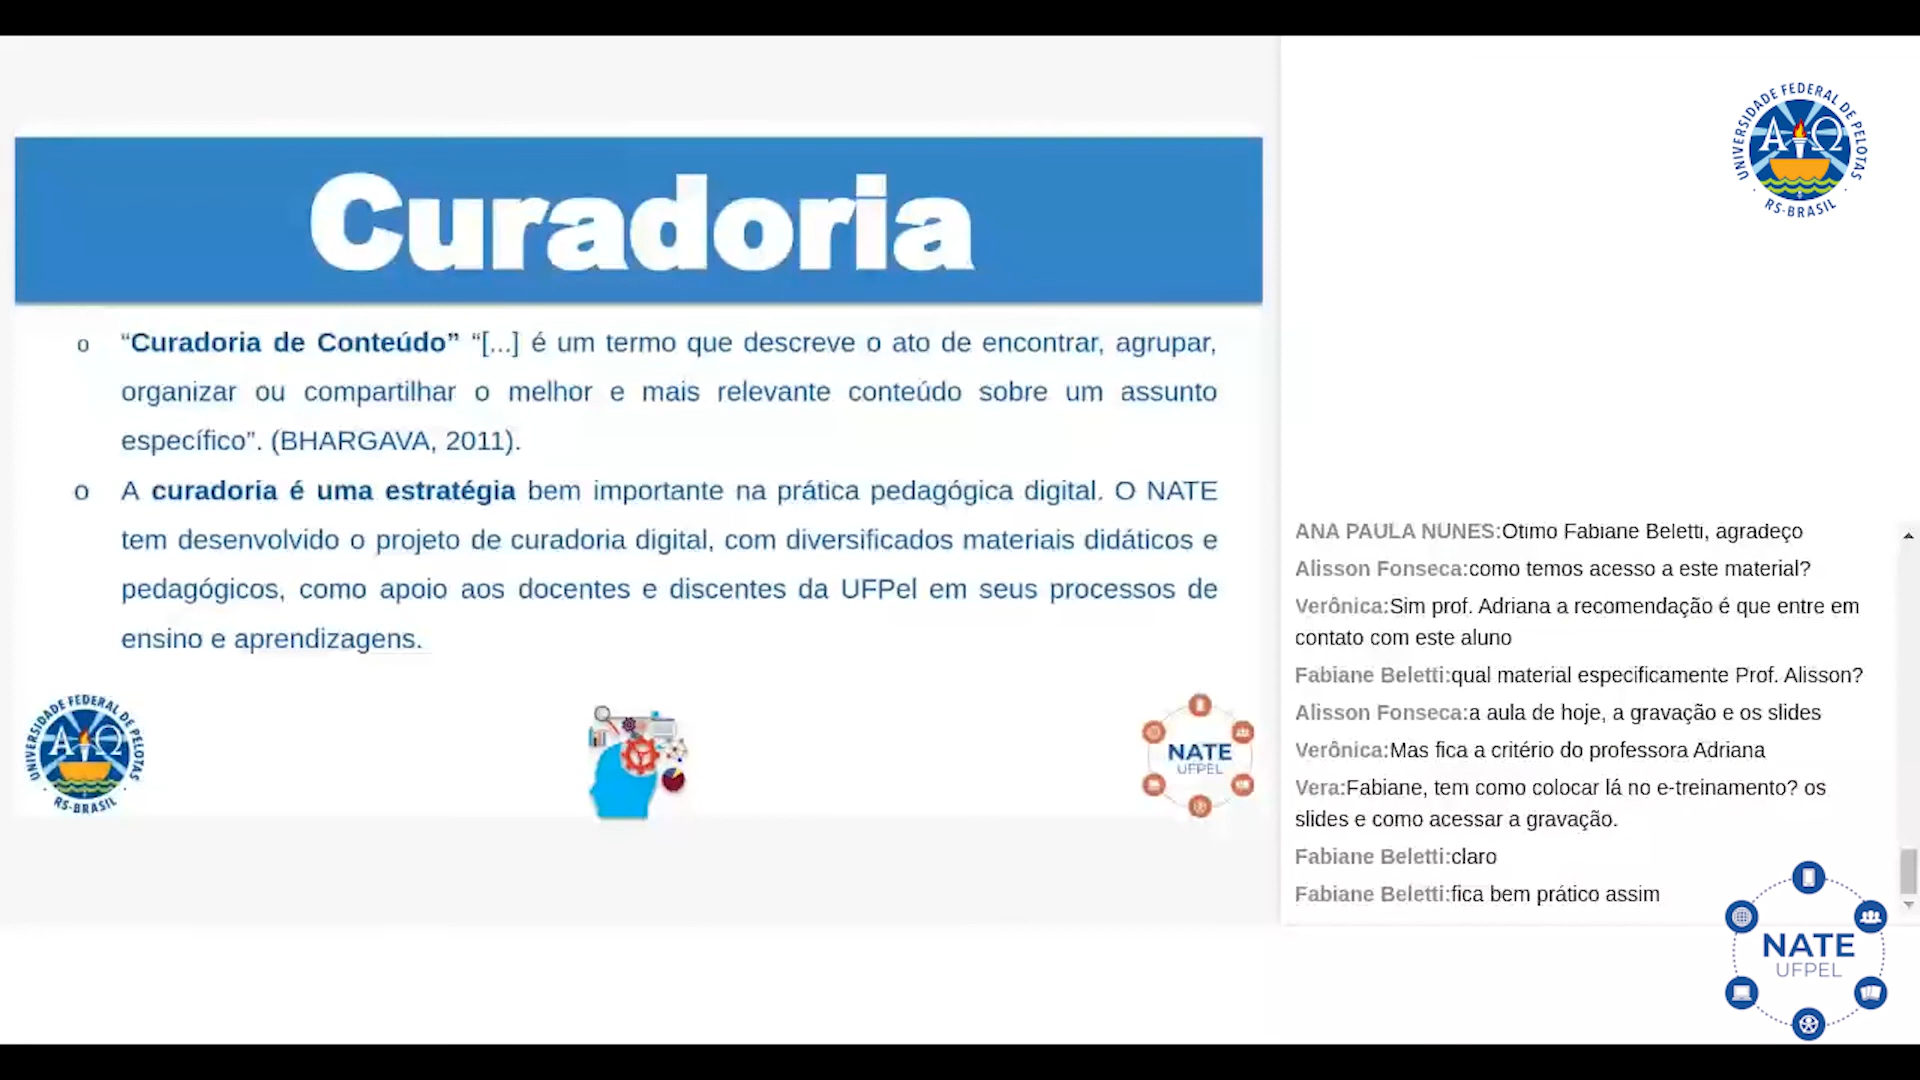 Curadoria
o “Curadoria de Conteúdo” “[...] é um termo que descreve o ato de encontrar, agrupar,
organizar ou compartilhar o melhor e mais relevante conteúdo sobre um assunto
específico”. (BHARGAVA, 2011).
o A curadoria é uma estratégia bem importante na prática pedagógica digital. O NATE
tem desenvolvido o projeto de curadoria digital, com diversificados materiais didáticos e
pedagógicos, como apoio aos docentes e discentes da UFPel em seus processos de
ensino e aprendizagens.
UNIVERSIDADE FEDERAL DE PELOTAS
AΩ
RS-BRASIL
NATE
UFPEL
UNIVERSIDADE FEDERAL DE PELOTAS
AΩ
RS-BRASIL
ANA PAULA NUNES:Otimo Fabiane Beletti, agradeço
Alisson Fonseca:como temos acesso a este material?
Verônica:Sim prof. Adriana a recomendação é que entre em
contato com este aluno
Fabiane Beletti:qual material especificamente Prof. Alisson?
Alisson Fonseca:a aula de hoje, a gravação e os slides
Verônica:Mas fica a critério do professora Adriana
Vera:Fabiane, tem como colocar lá no e-treinamento? os
slides e como acessar a gravação.
Fabiane Beletti:claro
Fabiane Beletti:fica bem prático assim
NATE
UFPEL